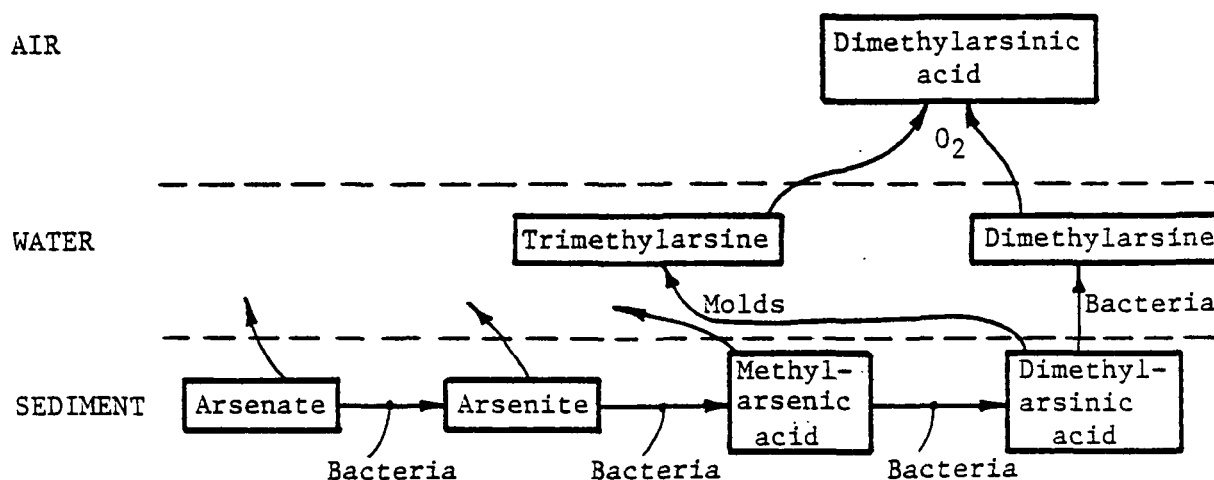 AIR
Dimethylarsinic
acid
O2
WATER
Trimethylarsine
Dimethylarsine
Molds
Bacteria
SEDIMENT
Arsenate
Arsenite
Methyl-
arsenic
acid
Dimethyl-
arsinic
acid
Bacteria
Bacteria
Bacteria